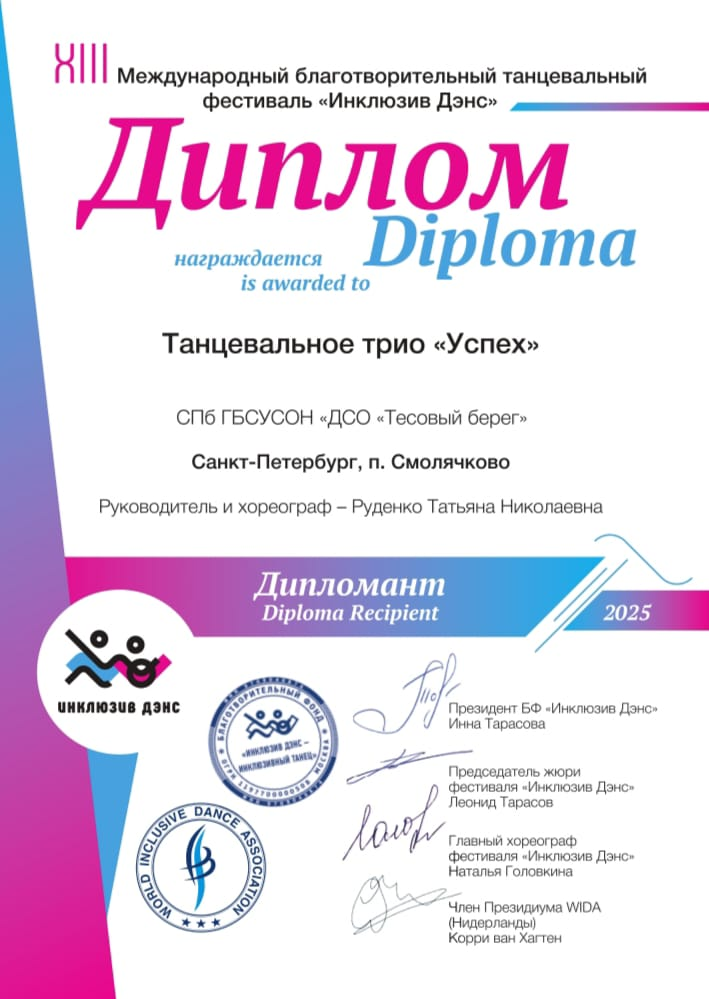 XIII Международный благотворительный танцевальный
фестиваль «Инклюзив Дэнс»
Диплом
Diploma
награждается
is awarded to
Танцевальное трио «Успех»
СПб ГБСУСОН «ДСО «Тесовый берег»
Санкт-Петербург, п. Смолячково
Руководитель и хореограф – Руденко Татьяна Николаевна
Дипломант
Diploma Recipient
2025
ИНКЛЮЗИВ ДЭНС
БЛАГОТВОРИТЕЛЬНЫЙ ФОНД
«ИНКЛЮЗИВ ДЭНС –
ИНКЛЮЗИВНЫЙ ТАНЕЦ»
МОСКВА
ОГРН
WORLD INCLUSIVE DANCE ASSOCIATION
Президент БФ «Инклюзив Дэнс»
Инна Тарасова
Председатель жюри
фестиваля «Инклюзив Дэнс»
Леонид Тарасов
Главный хореограф
фестиваля «Инклюзив Дэнс»
Наталья Головкина
Член Президиума WIDA
(Нидерланды)
Корри ван Хагтен